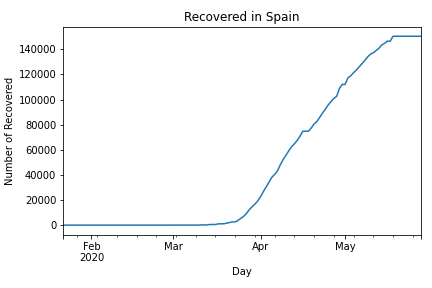 Recovered in Spain
Number of Recovered
140000
120000
100000
80000
60000
40000
20000
0
Feb
2020
Mar
Apr
May
Day